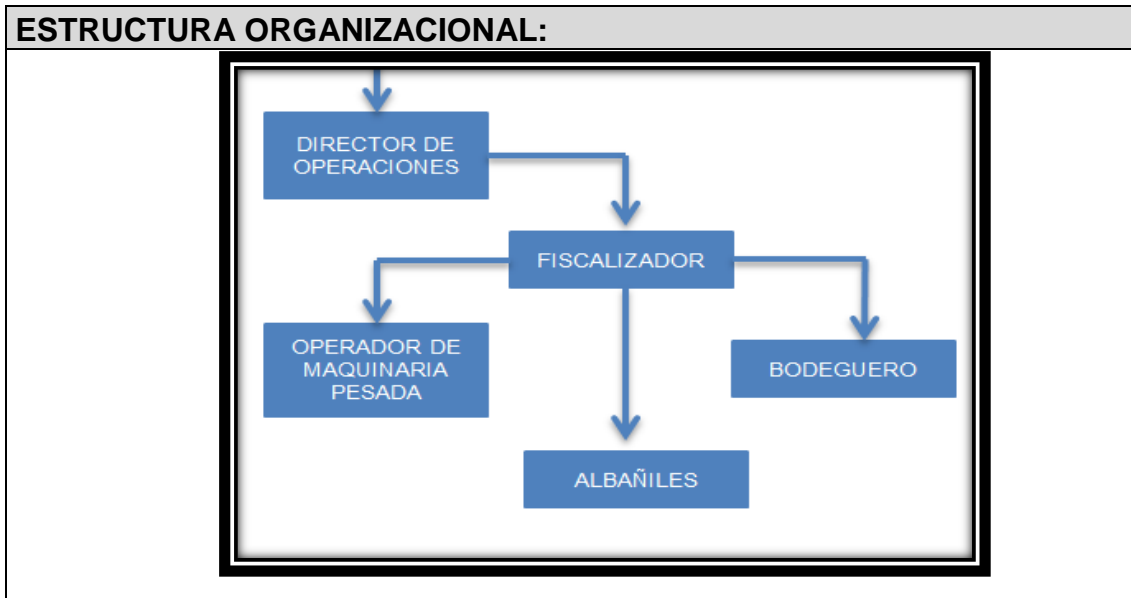 ESTRUCTURA ORGANIZACIONAL:
DIRECTOR DE
OPERACIONES
FISCALIZADOR
OPERADOR DE
MAQUINARIA
PESADA
BODEGUERO
ALBAÑILES